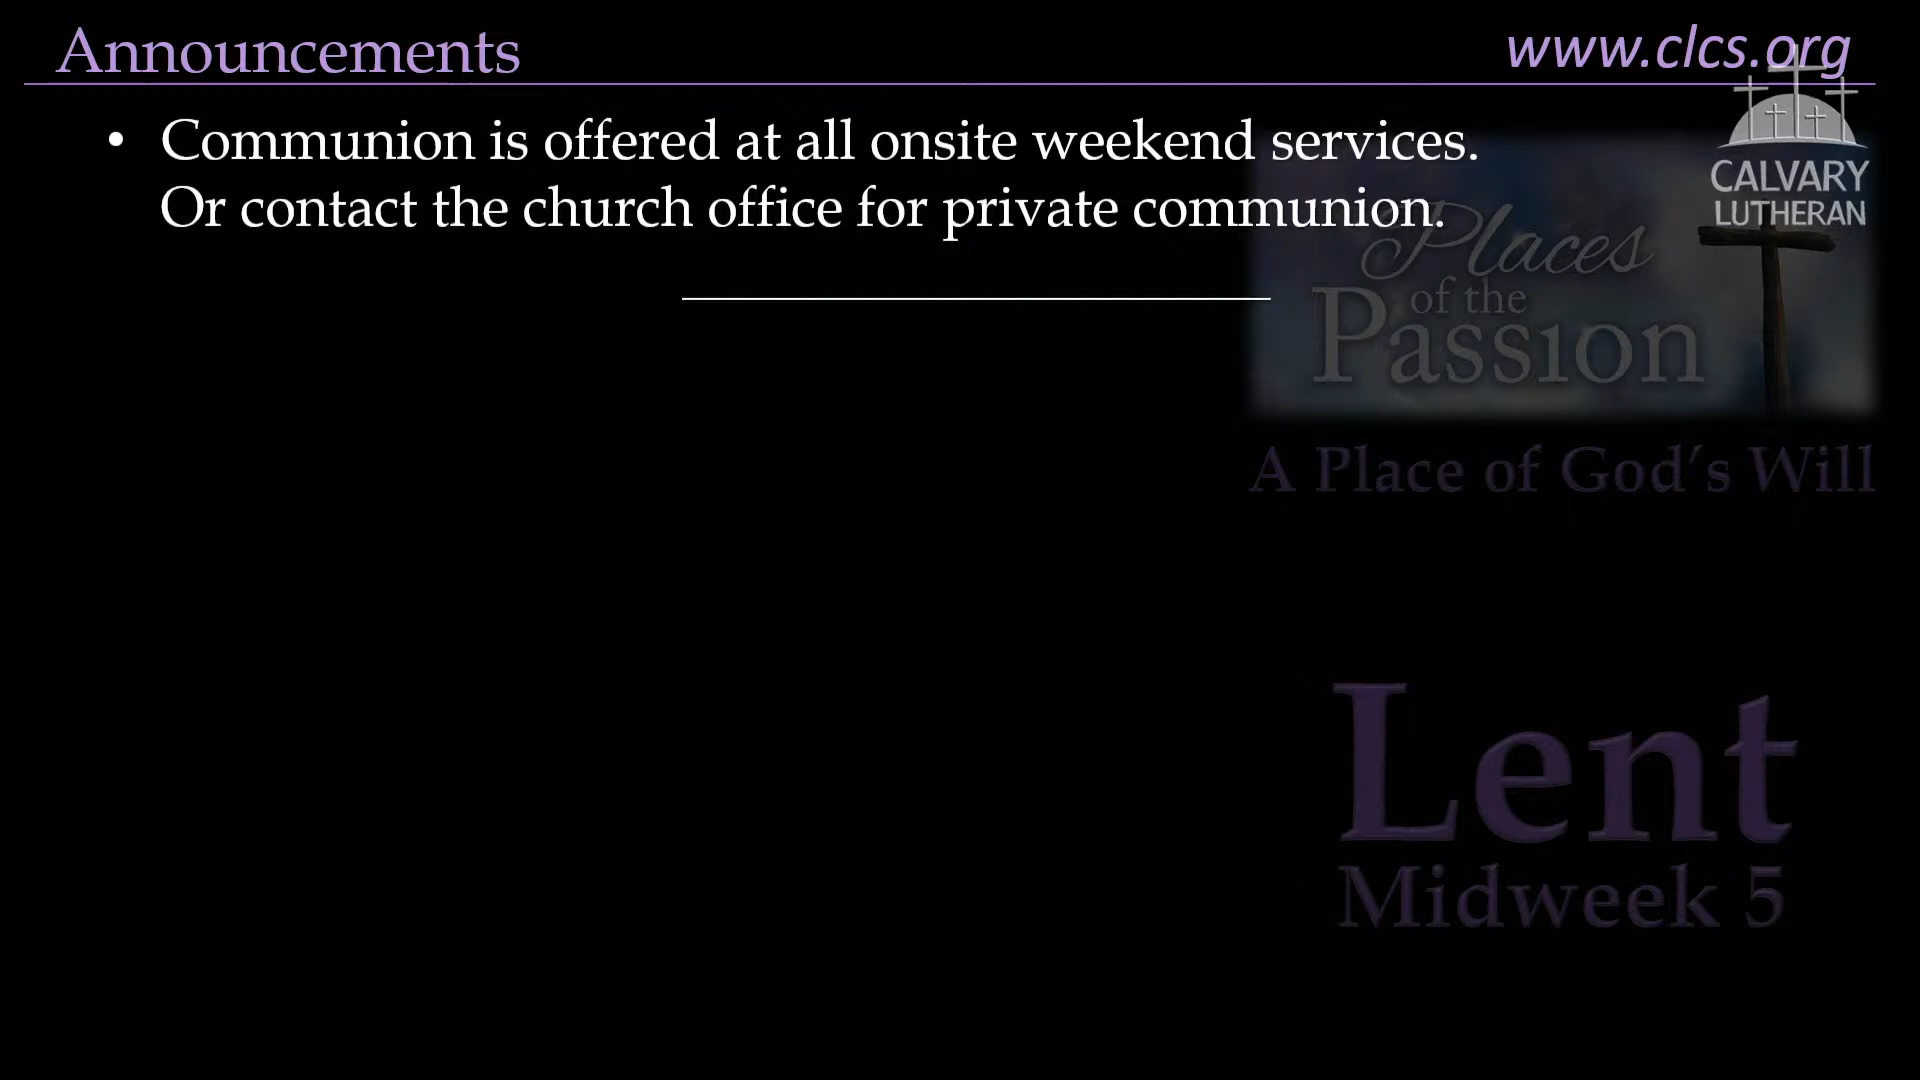 Announcements
www.clcs.org
• Communion is offered at all onsite weekend services.
Or contact the church office for private communion.
CALVARY
LUTHERAN
Places
of the
Passion
A Place of God's Will
Lent
Midweek 5